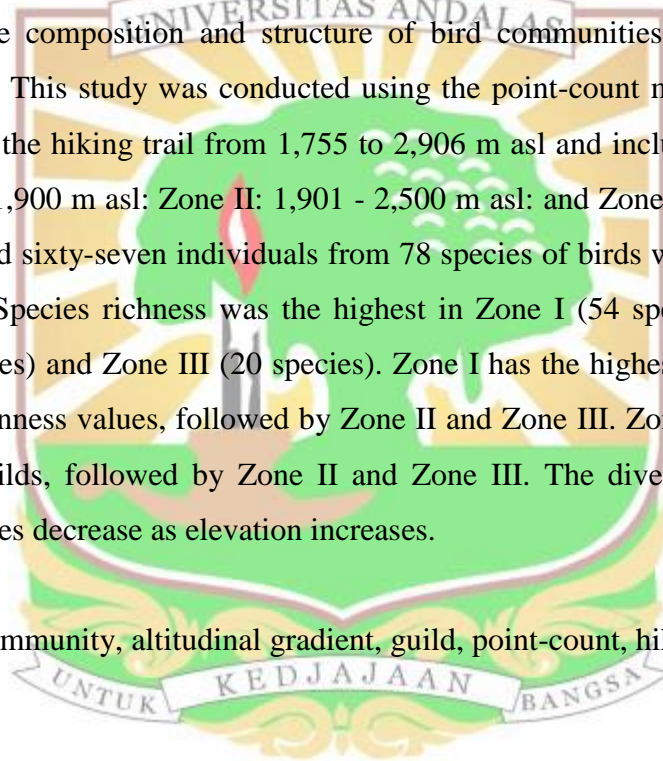 UNIVERSITAS ANDALAS
e composition and structure of bird communities
This study was conducted using the point-count m
the hiking trail from 1,755 to 2,906 m asl and inclu
1,900 m asl: Zone II: 1,901 - 2,500 m asl: and Zone
d sixty-seven individuals from 78 species of birds w
Species richness was the highest in Zone I (54 spe
es) and Zone III (20 species). Zone I has the highes
nness values, followed by Zone II and Zone III. Zo
ilds, followed by Zone II and Zone III. The dive
es decrease as elevation increases.
mmunity, altitudinal gradient, guild, point-count, hi
UNTUK KEDJAJAAN BANGSA